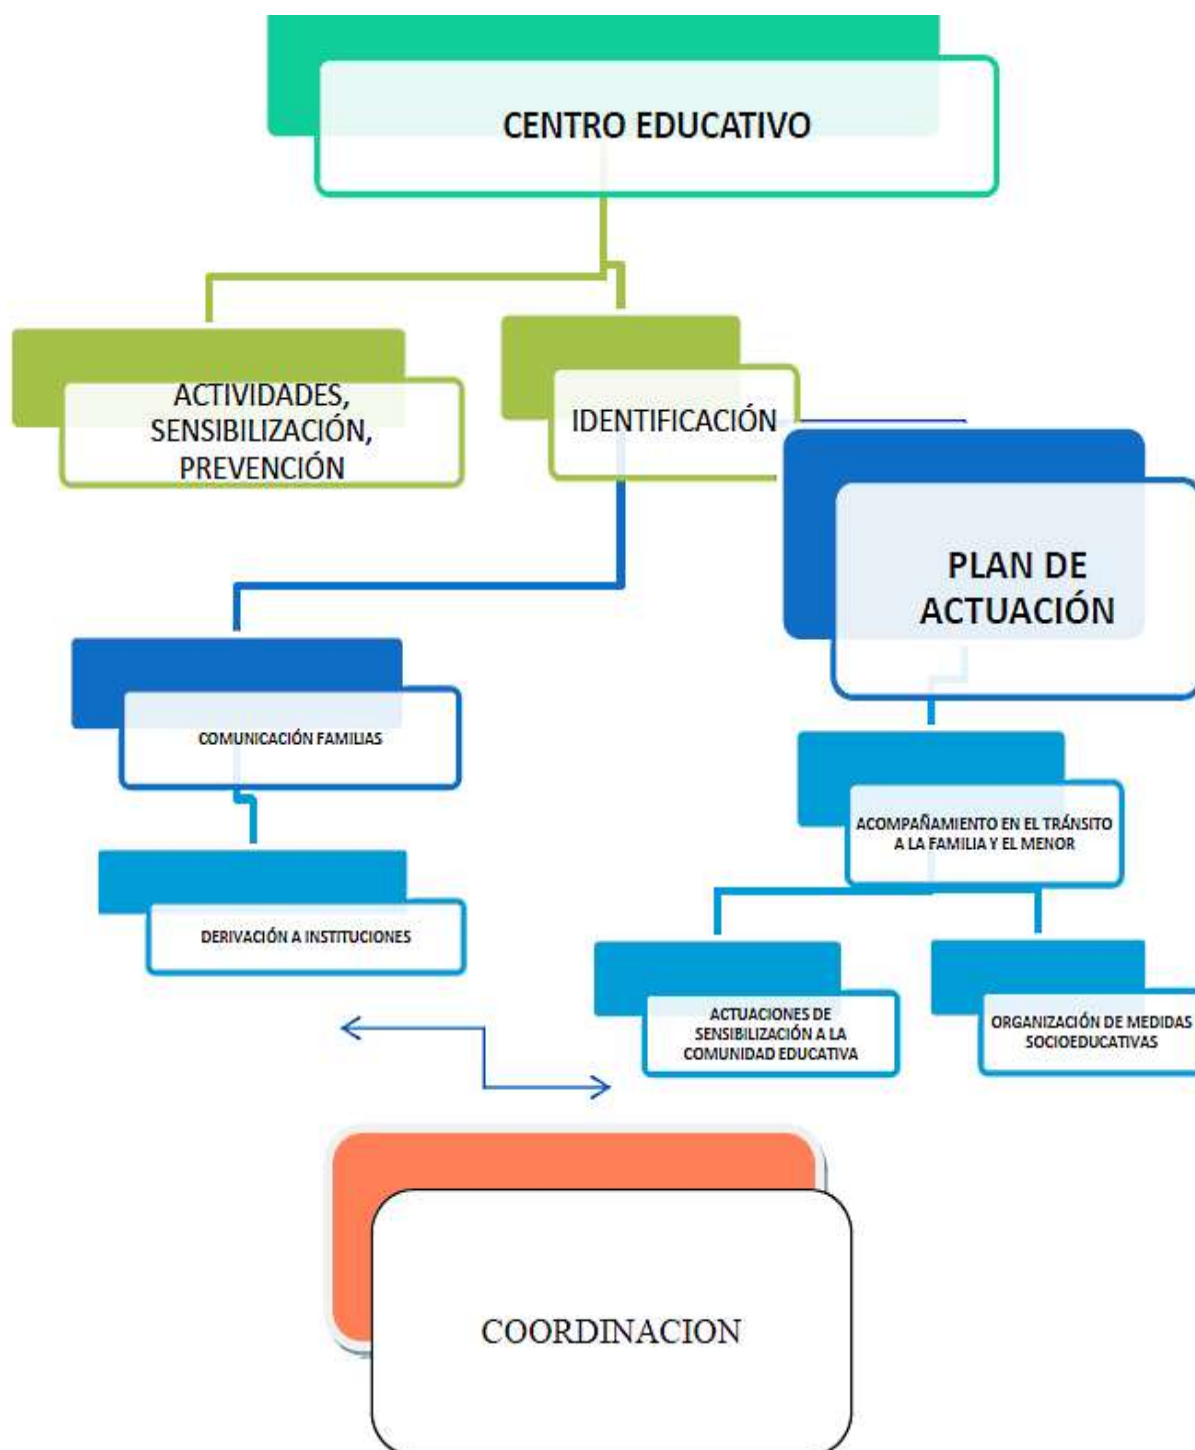 CENTRO EDUCATIVO
ACTIVIDADES,
SENSIBILIZACIÓN,
PREVENCIÓN
IDENTIFICACIÓN
PLAN DE
ACTUACIÓN
COMUNICACIÓN FAMILIAS
ACOMPAÑAMIENTO EN EL TRÁNSITO
A LA FAMILIA Y EL MENOR
DERIVACIÓN A INSTITUCIONES
ACTUACIONES DE
SENSIBILIZACIÓN A LA
COMUNIDAD EDUCATIVA
ORGANIZACIÓN DE MEDIDAS
SOCIOEDUCATIVAS
COORDINACION